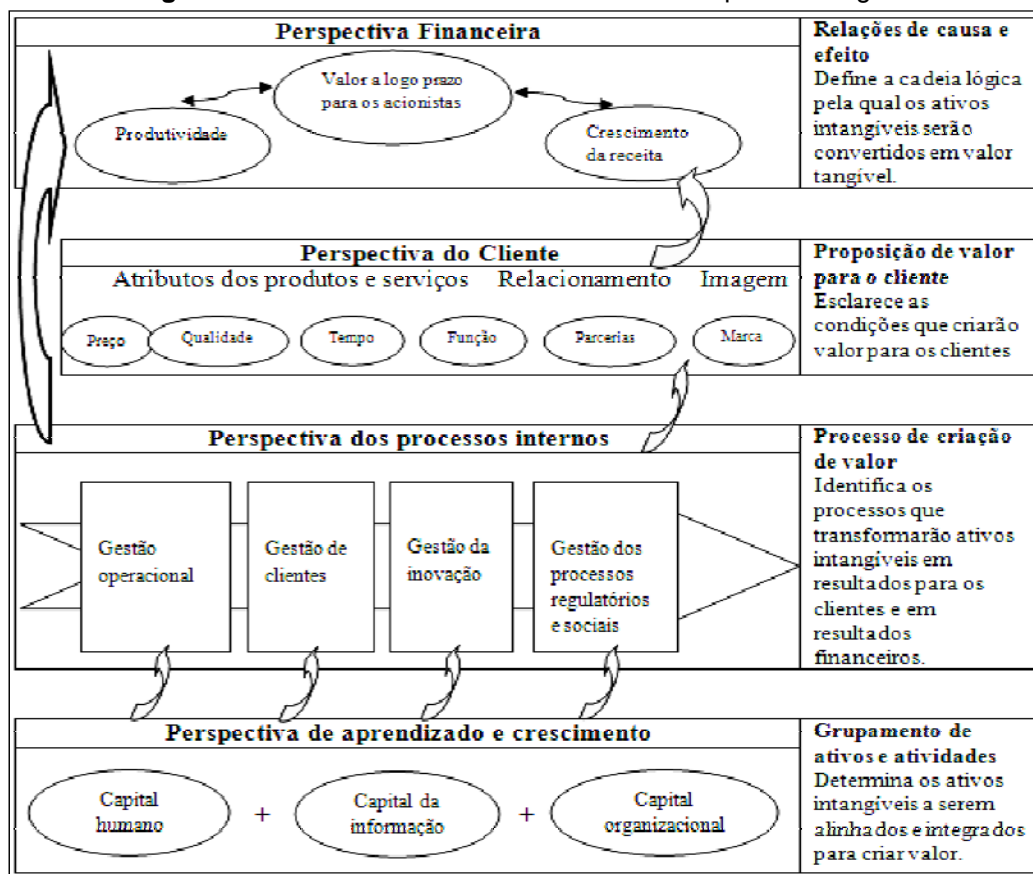 Perspectiva Financeira
Valor a logo prazo
para os acionistas
Produtividade
Crescimento
da receita
Relações de causa e
efeito
Define a cadeia lógica
pela qual os ativos
intangíveis serão
convertidos em valor
tangível.
Perspectiva do Cliente
Atributos dos produtos e serviços Relacionamento Imagem
Preço Qualidade Tempo Função Parcerias Marca
Proposição de valor
para o cliente
Esclarece as
condições que criarão
valor para os clientes
Perspectiva dos processos internos
Gestão
operacional
Gestão de
clientes
Gestão da
inovação
Gestão dos
processos
regulatórios
e sociais
Processo de criação
de valor
Identifica os
processos que
transformarão ativos
intangíveis em
resultados para os
clientes e em
resultados
financeiros.
Perspectiva de aprendizado e crescimento
Capital
humano
+
Capital da
informação
+
Capital
organizacional
Grupamento de
ativos e atividades
Determina os ativos
intangíveis a serem
alinhados e integrados
para criar valor.